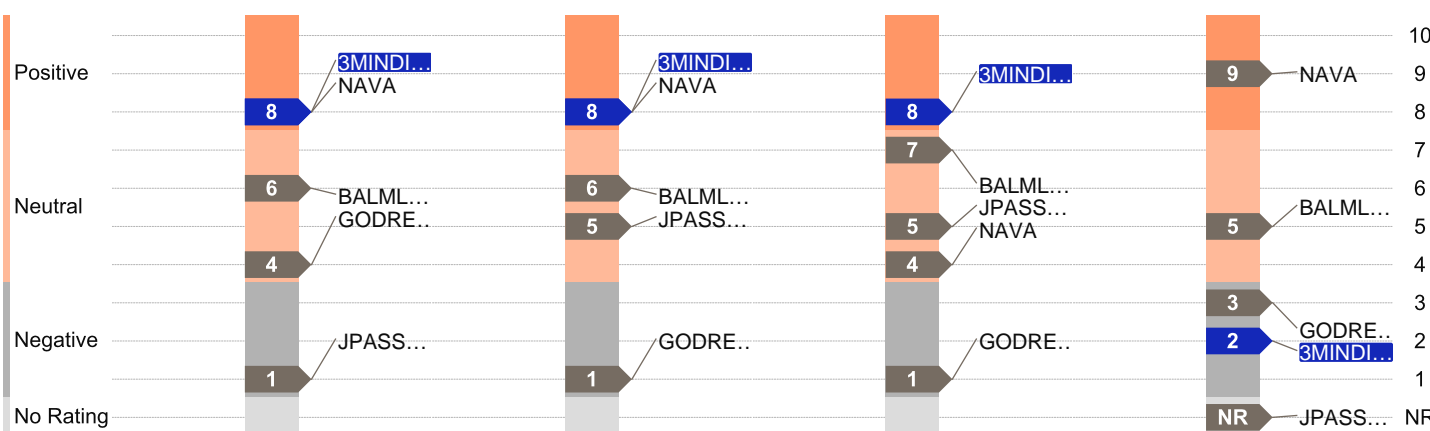 10
Positive
3MINDI...
3MINDI...
3MINDI...
9
NAVA
9
NAVA
NAVA
8
8
8
8
7
7
6
BALML...
6
BALML...
BALML...
6
Neutral
GODRE..
5
JPASS...
5
JPASS...
5
BALML...
5
NAVA
4
4
4
3
3
Negative
JPASS...
GODRE..
GODRE..
2
GODRE..
3MINDI...
2
1
1
1
1
No Rating
NR
JPASS...
NR